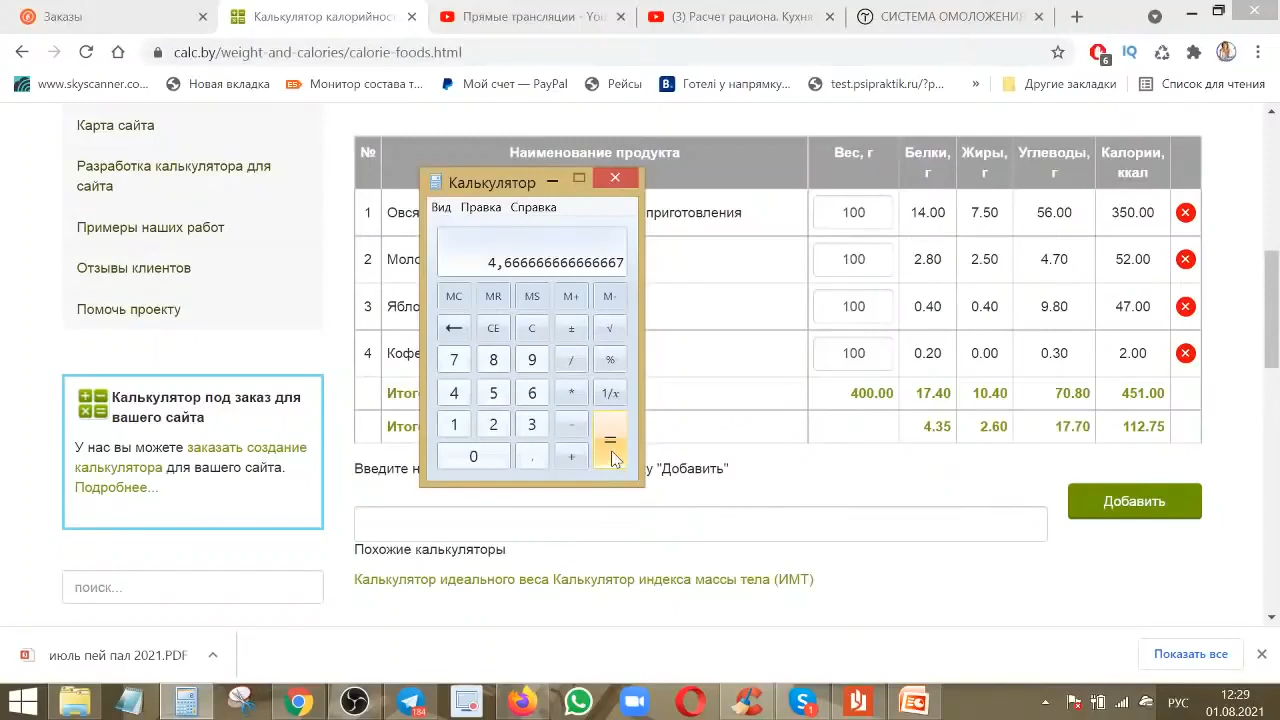 Заказы
Калькулятор калорийнос
Прямые трансляции - You
(3) Расчет рациона. Кухня
СИСТЕМА ОМОЛОЖЕНИЯ
calc.by/weight-and-calories/calorie-foods.html
6
www.skyscanner.co...
Новая вкладка
Монитор состава т...
Мой счет — PayPal
Рейсы
Готелі у напрямку...
test.psipraktik.ru/?p...
»
Другие закладки
Список для чтения
Карта сайта
Разработка калькулятора для
сайта
Примеры наших работ
Отзывы клиентов
Помочь проекту
Калькулятор под заказ для
вашего сайта
У нас вы можете заказать создание
калькулятора для вашего сайта.
Подробнее...
поиск...
№ Наименование продукта Вес, г Белки, г Жиры, г Углеводы, г Калории, ккал
1 Овся приготовления 100 14.00 7.50 56.00 350.00
2 Моло 100 2.80 2.50 4.70 52.00
3 Ябло 100 0.40 0.40 9.80 47.00
4 Кофе 100 0.20 0.00 0.30 2.00
Итог 400.00 17.40 10.40 70.80 451.00
Итог 4.35 2.60 17.70 112.75
Калькулятор
Вид Правка Справка
4,666666666666667
MC MR MS M+ M-
← CE C ± √
7 8 9 / %
4 5 6 * 1/x
1 2 3 - =
0 , +
Введите н у "Добавить"
Добавить
Похожие калькуляторы
Калькулятор идеального веса Калькулятор индекса массы тела (ИМТ)
июль пей пал 2021.PDF
Показать все
184
1
РУС
12:29
01.08.2021